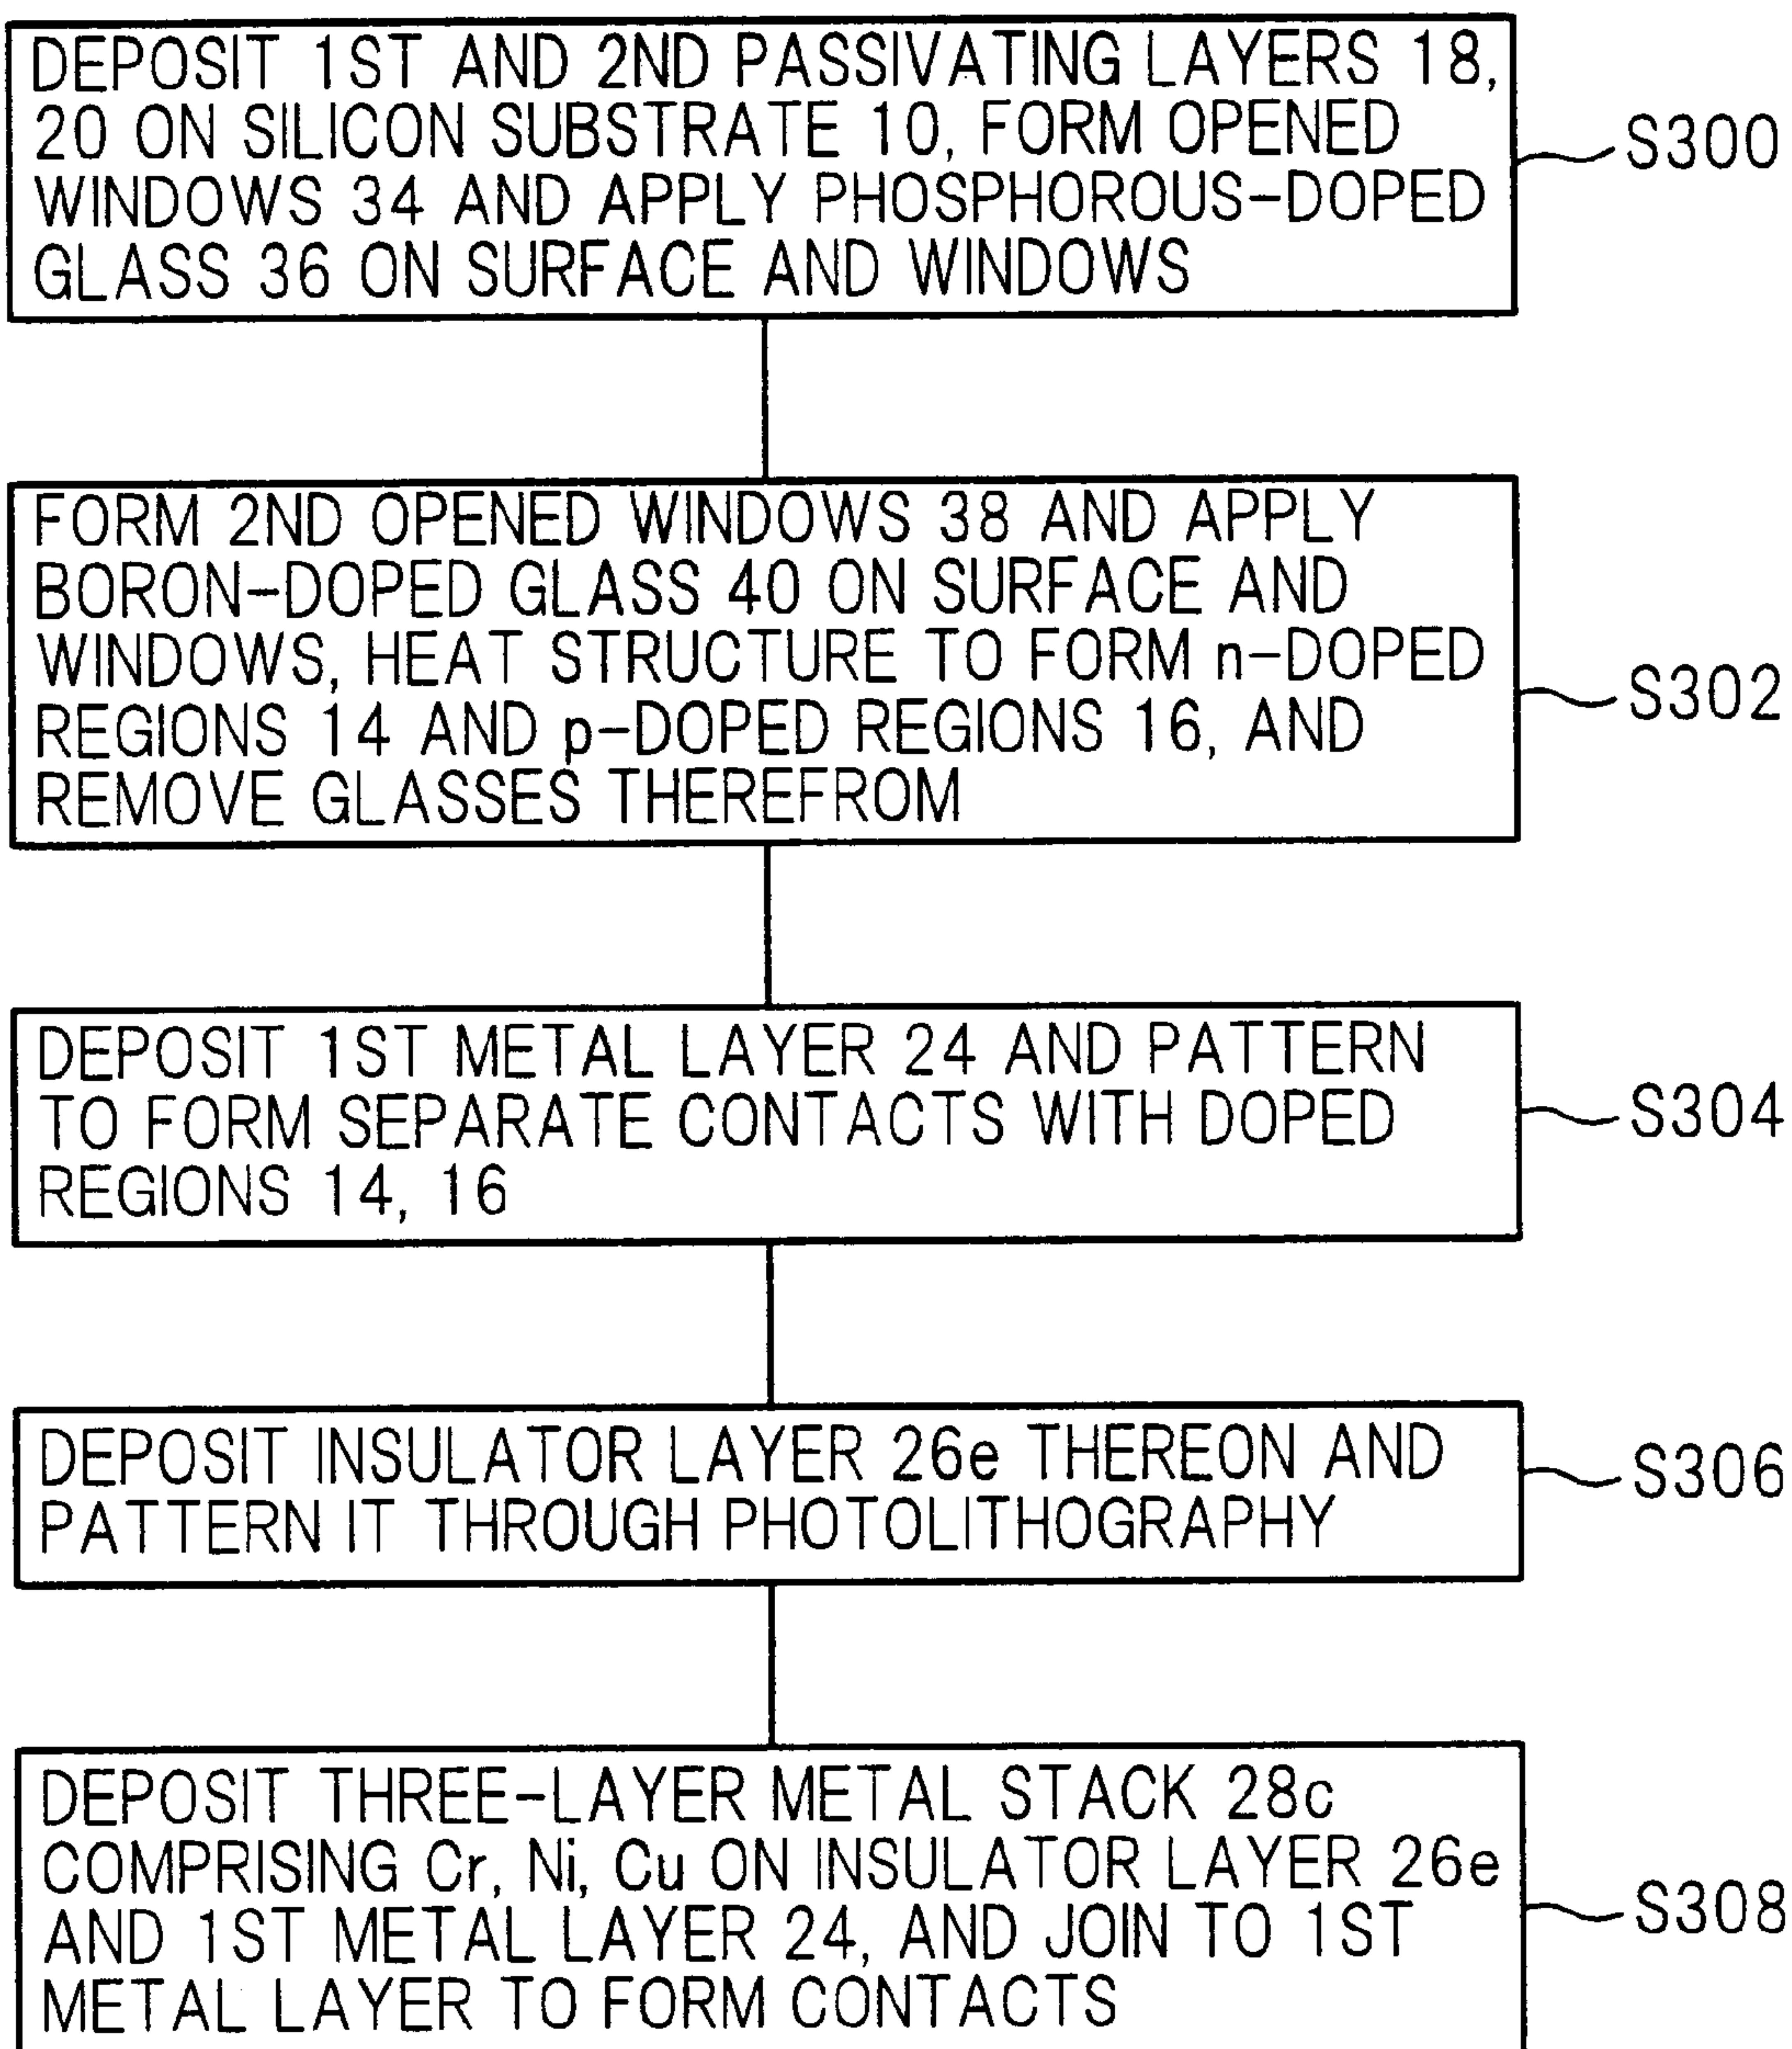 DEPOSIT 1ST AND 2ND PASSIVATING LAYERS 18,
20 ON SILICON SUBSTRATE 10, FORM OPENED
WINDOWS 34 AND APPLY PHOSPHOROUS-DOPED
GLASS 36 ON SURFACE AND WINDOWS
S300
FORM 2ND OPENED WINDOWS 38 AND APPLY
BORON-DOPED GLASS 40 ON SURFACE AND
WINDOWS, HEAT STRUCTURE TO FORM n-DOPED
REGIONS 14 AND p-DOPED REGIONS 16, AND
REMOVE GLASSES THEREFROM
S302
DEPOSIT 1ST METAL LAYER 24 AND PATTERN
TO FORM SEPARATE CONTACTS WITH DOPED
REGIONS 14, 16
S304
DEPOSIT INSULATOR LAYER 26e THEREON AND
PATTERN IT THROUGH PHOTOLITHOGRAPHY
S306
DEPOSIT THREE-LAYER METAL STACK 28c
COMPRISING Cr, Ni, Cu ON INSULATOR LAYER 26e
AND 1ST METAL LAYER 24, AND JOIN TO 1ST
METAL LAYER TO FORM CONTACTS
S308